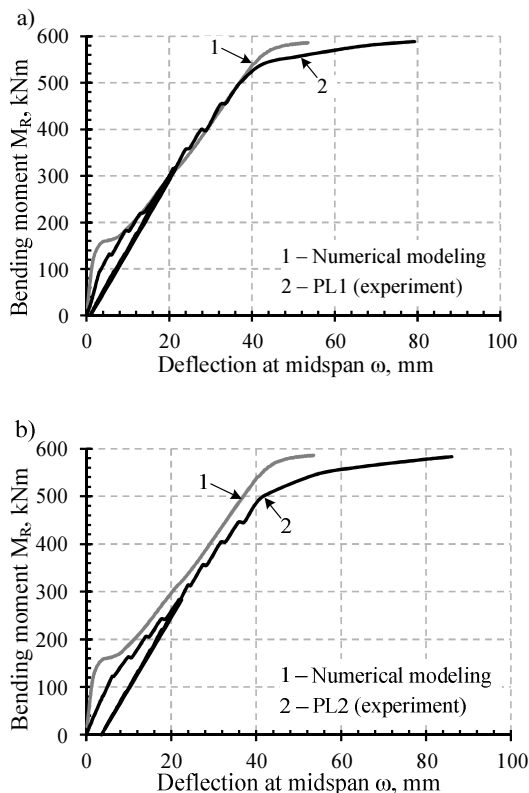 a)
Bending moment M_R, kNm
600
500
400
300
200
100
0
1
2
1 – Numerical modeling
2 – PL1 (experiment)
0 20 40 60 80 100
Deflection at midspan ω, mm
b)
Bending moment M_R, kNm
600
500
400
300
200
100
0
1
2
1 – Numerical modeling
2 – PL2 (experiment)
0 20 40 60 80 100
Deflection at midspan ω, mm